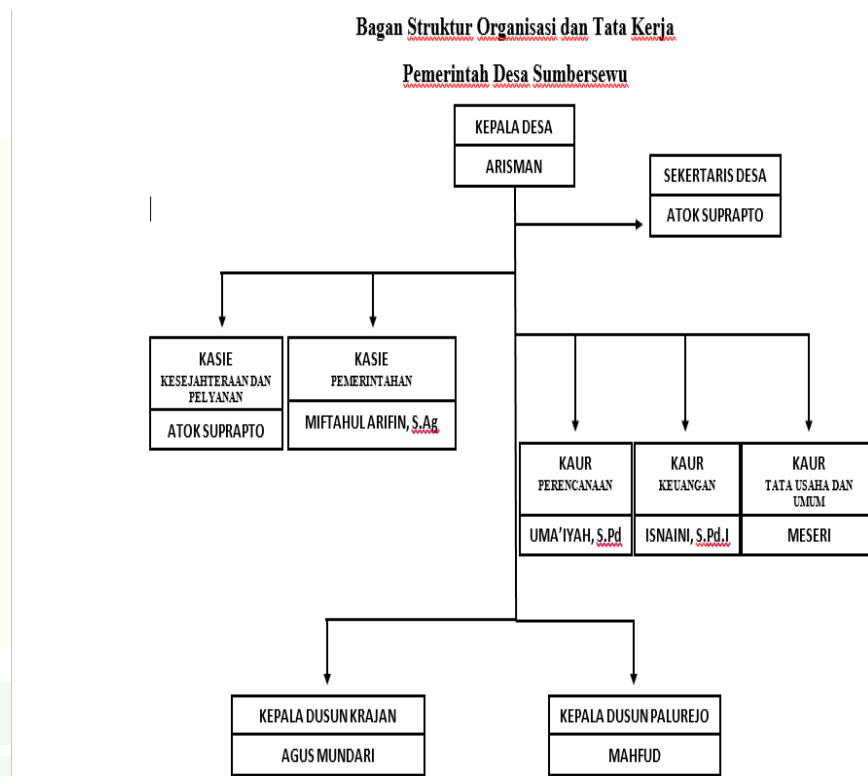 Bagan Struktur Organisasi dan Tata Kerja
Pemerintah Desa Sumbersewu
KEPALA DESA
ARISMAN
SEKERTARIS DESA
ATOK SUPRAPTO
KASIE
KESEJAHTERAAN DAN
PELYANAN
ATOK SUPRAPTO
KASIE
PEMERINTAHAN
MIFTAHUL ARIFIN, S.Ag
KAUR
PERENCANAAN
UMA'IYAH, S.Pd
KAUR
KEUANGAN
ISNAINI, S.Pd.I
KAUR
TATA USAHA DAN
UMUM
MESERI
KEPALA DUSUN KRAJAN
AGUS MUNDARI
KEPALA DUSUN PALUREJO
MAHFUD